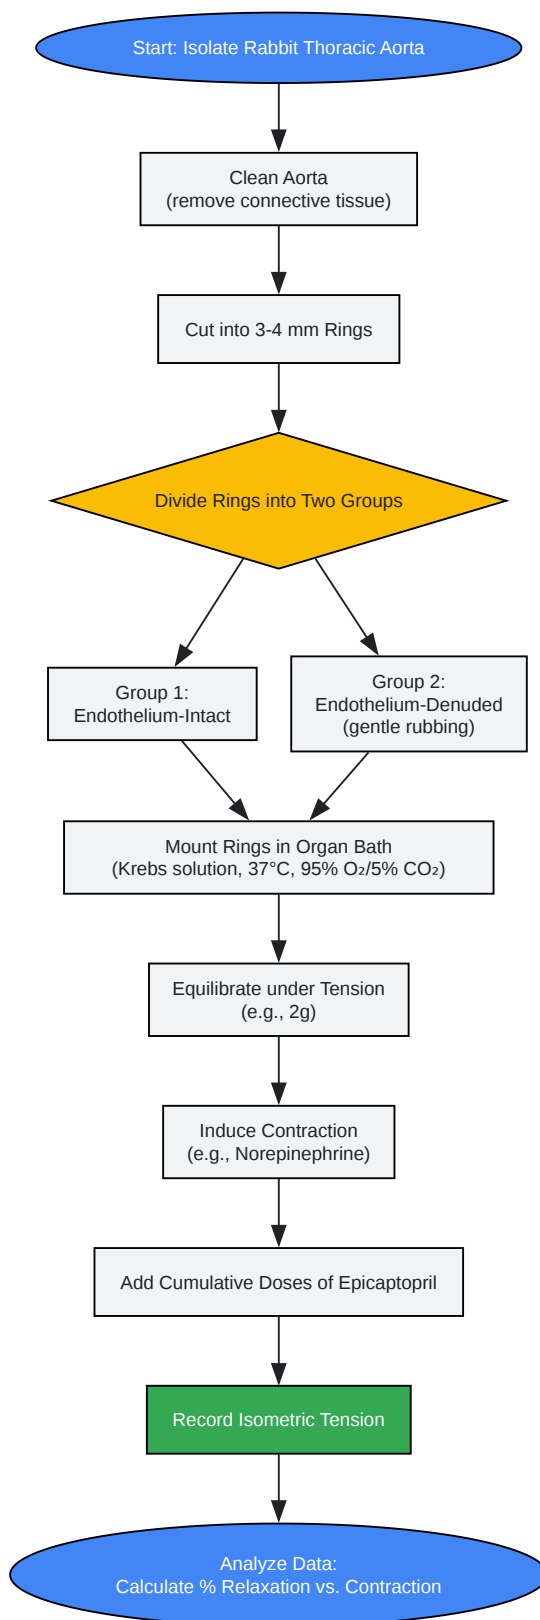 Start: Isolate Rabbit Thoracic Aorta
Clean Aorta
(remove connective tissue)
Cut into 3-4 mm Rings
Divide Rings into Two Groups
Group 1:
Endothelium-Intact
Group 2:
Endothelium-Denuded
(gentle rubbing)
Mount Rings in Organ Bath
(Krebs solution, 37°C, 95% O₂/5% CO₂)
Equilibrate under Tension
(e.g., 2g)
Induce Contraction
(e.g., Norepinephrine)
Add Cumulative Doses of Epicaptopril
Record Isometric Tension
Analyze Data:
Calculate % Relaxation vs. Contraction